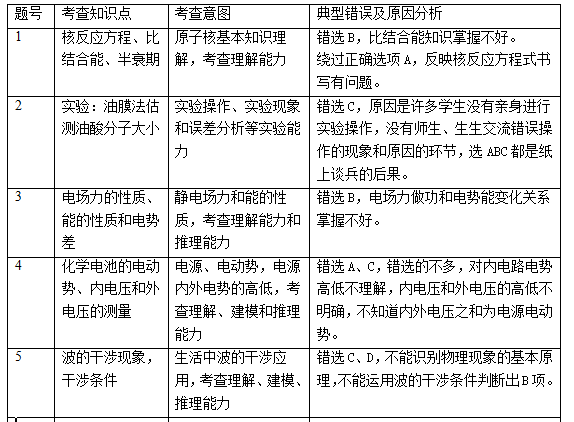 题号 考查知识点 考查意图 典型错误及原因分析
1 核反应方程、比 原子核基本知识理 错选 B，比结合能知识掌握不好。
结合能、半衰期 解，考查理解能力 绕过正确选项 A，反映核反应方程式书
写有问题。
2 实验：油膜法估 实验操作、实验现象 错选 C，原因是许多学生没有亲身进行
测油酸分子大小 和误差分析等实验能 实验操作，没有师生、生生交流错误操
力 作的现象和原因的环节，选 ABC 都是纸
上谈兵的后果。
3 电场力的性质、 静电场力和能的性 错选 B，电场力做功和电势能变化关系
能的性质和电势 质，考查理解能力和 掌握不好。
差 推理能力
4 化学电池的电动 电源、电动势，电源 错选 A、C，错选的不多，对内电路电势
势、内电压和外 内外电势的高低，考 高低不理解，内电压和外电压的高低不
电压的测量 查理解、建模和推理 明确，不知道内外电压之和为电源电动
能力 势。
5 波的干涉现象， 生活中波的干涉应 错选 C、D，不能识别物理现象的基本原
干涉条件 用，考查理解、建模、 理，不能运用波的干涉条件判断出 B 项。
推理能力